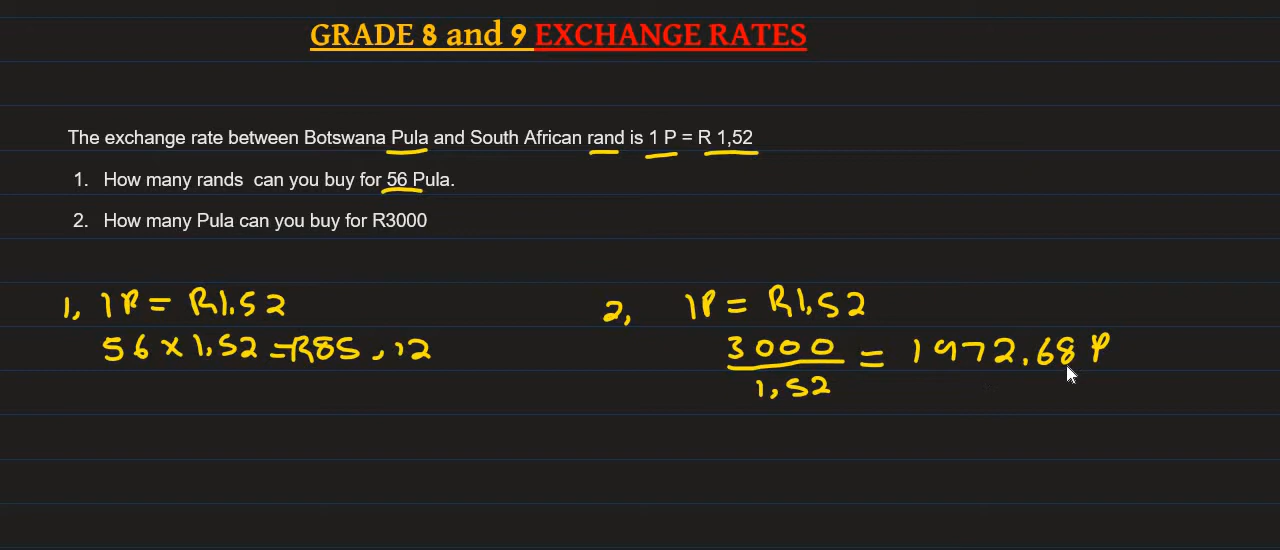 GRADE 8 and 9 EXCHANGE RATES
The exchange rate between Botswana Pula and South African rand is 1 P = R 1,52
1. How many rands can you buy for 56 Pula.
2. How many Pula can you buy for R3000
1, 1P = R1.52
56 × 1,52 = R85,12
2, 1P = R1,52
3000
1,52
= 1972.68 P